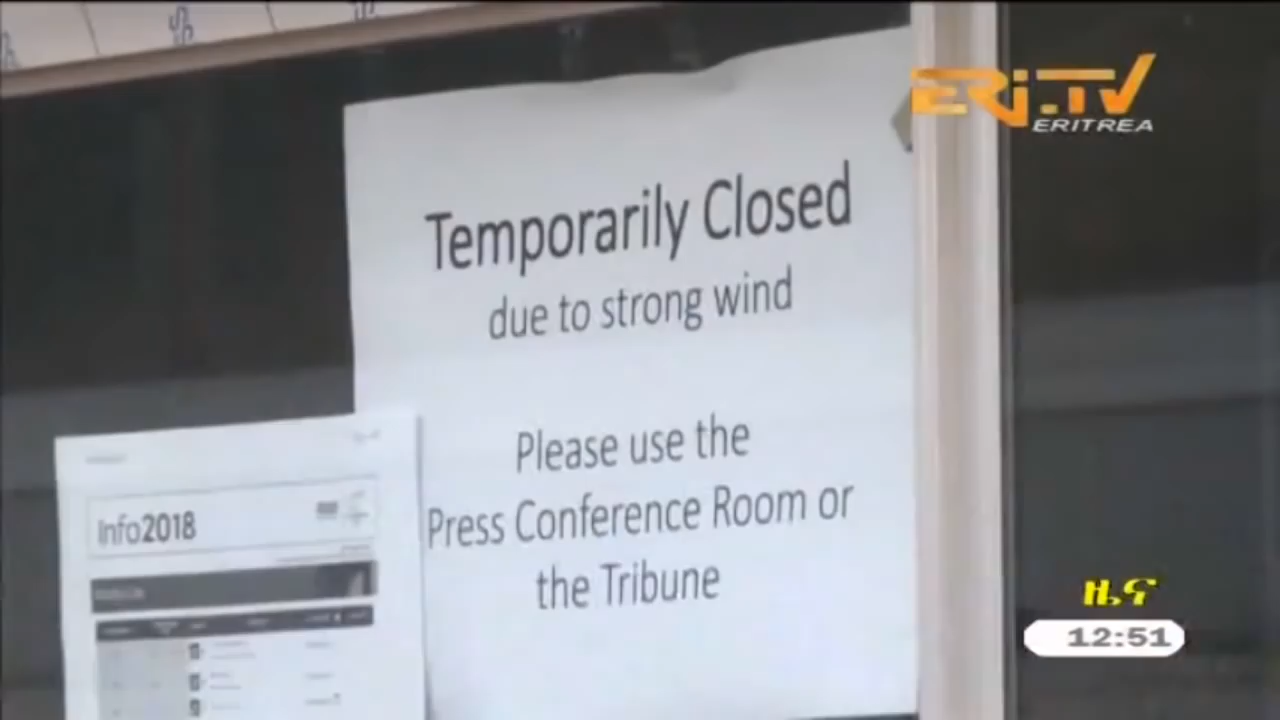 ERi.TV
ERITREA
Temporarily Closed
due to strong wind
Please use the
Press Conference Room or
the Tribune
Info2018
ዜና
12:51